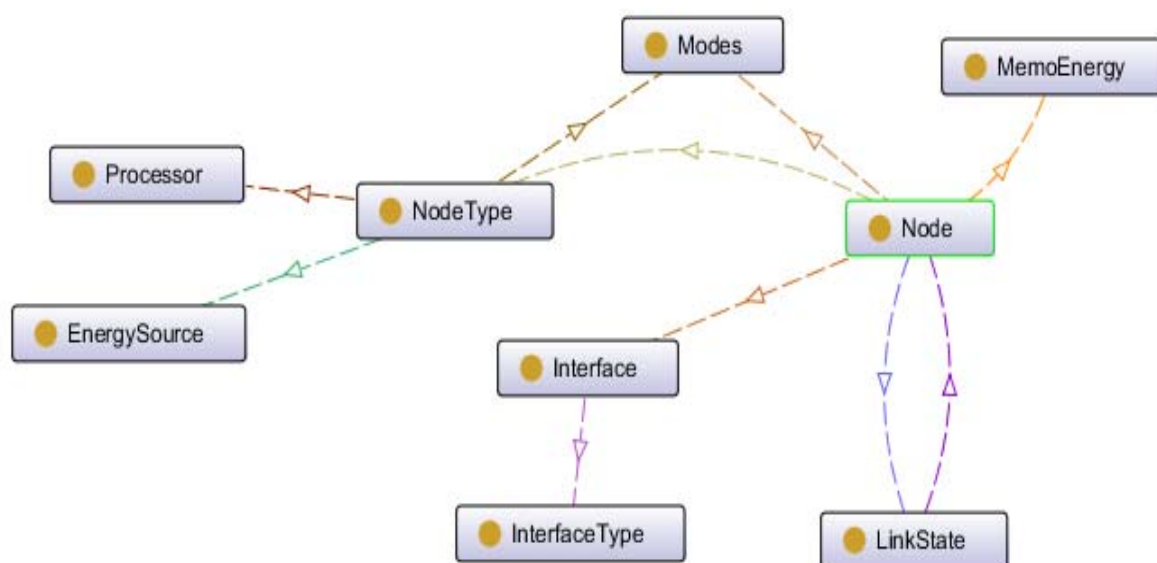 Modes
MemoEnergy
Processor
NodeType
Node
EnergySource
Interface
InterfaceType
LinkState